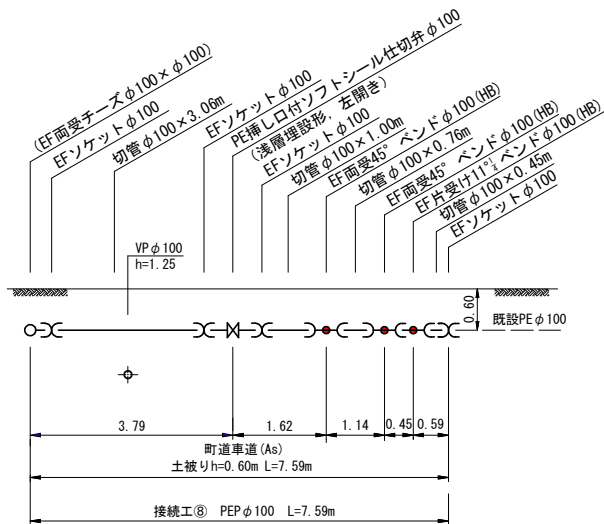 (EF両受チーズφ100×φ100)
EFソケットφ100
切管φ100×3.06m
EFソケットφ100
PE挿し口付ソフトシール仕切弁φ100
(浅層埋設形, 左開き)
EFソケットφ100
切管φ100×1.00m
EF両受45° ベンドφ100(HB)
切管φ100×0.76m
EF両受45° ベンドφ100(HB)
EF片受け11°1/4 ベンドφ100(HB)
切管φ100×0.45m
EFソケットφ100
VPφ100
h=1.25
0.60
既設PEφ100
3.79
1.62
1.14
0.45
0.59
町道車道(As)
土被りh=0.60m L=7.59m
接続工⑧ PEPφ100 L=7.59m